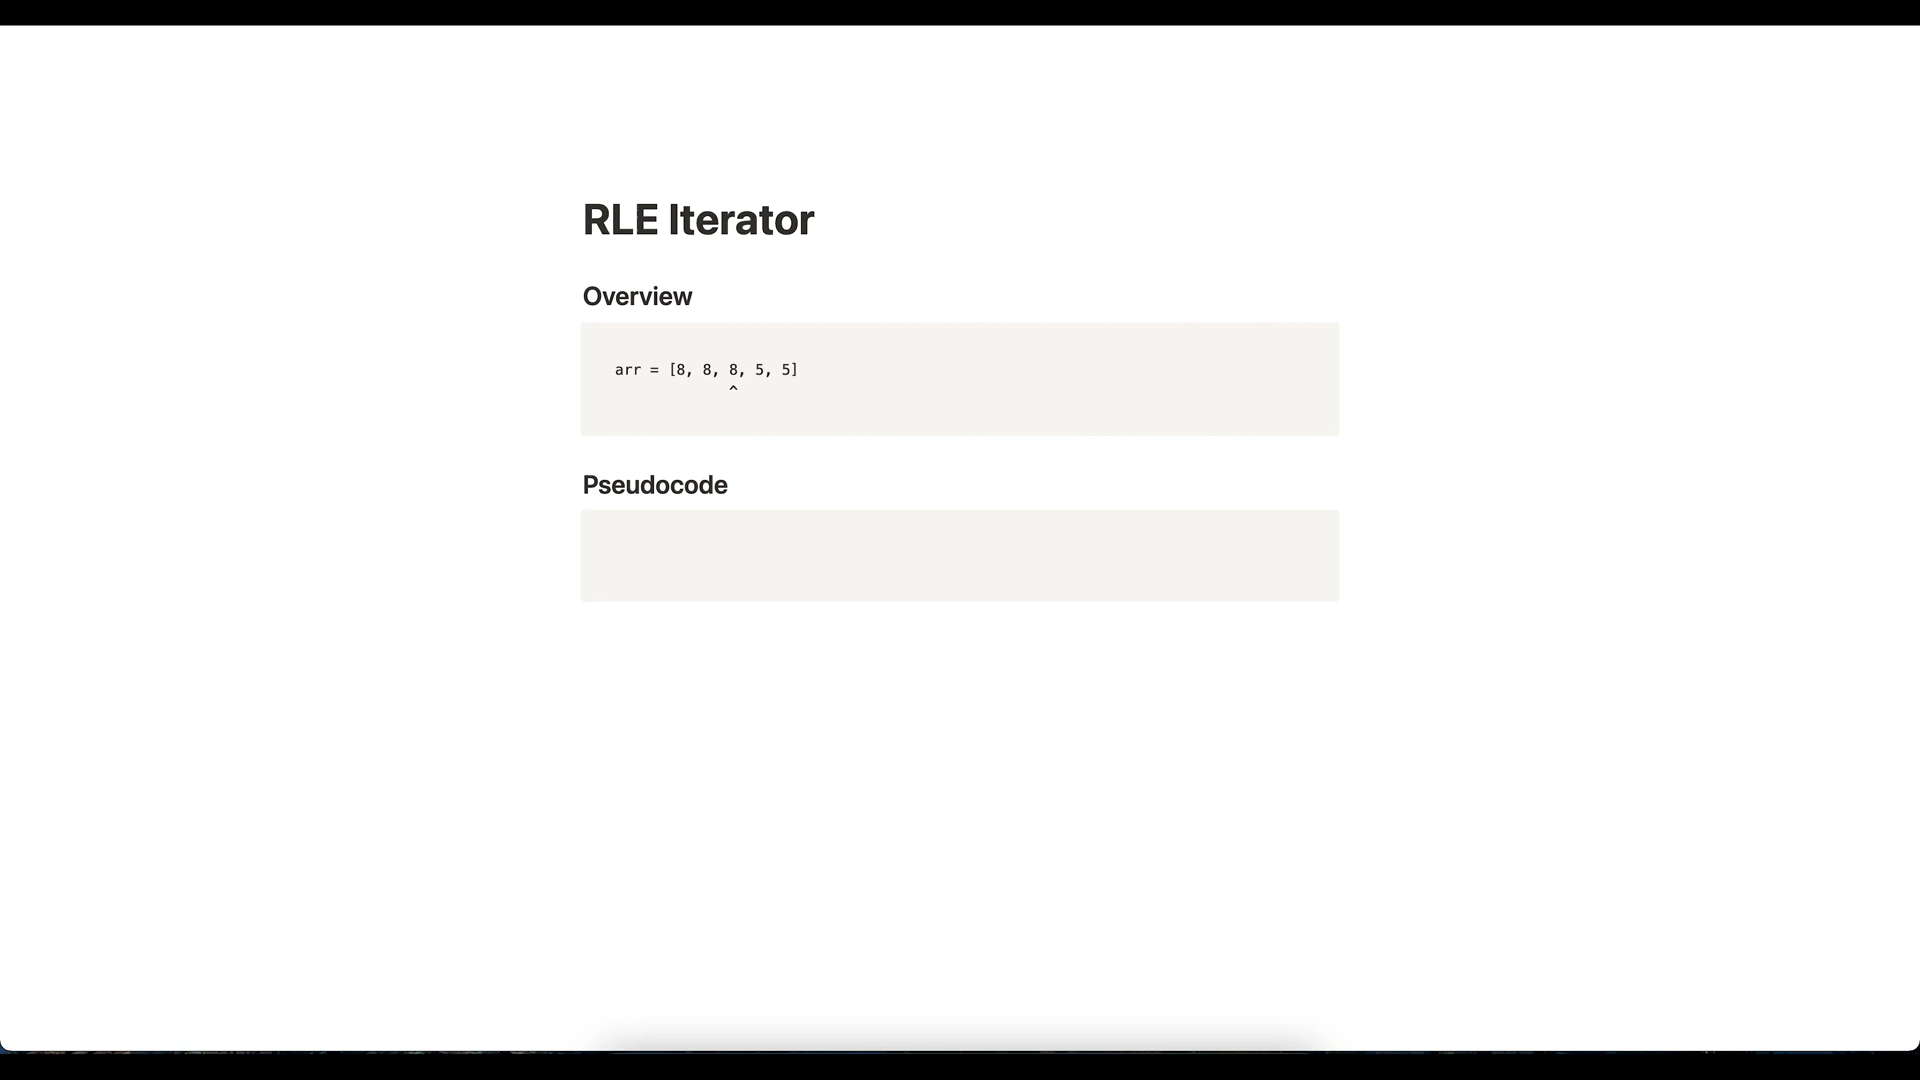 RLE Iterator
Overview
arr = [8, 8, 8, 5, 5]
^
Pseudocode